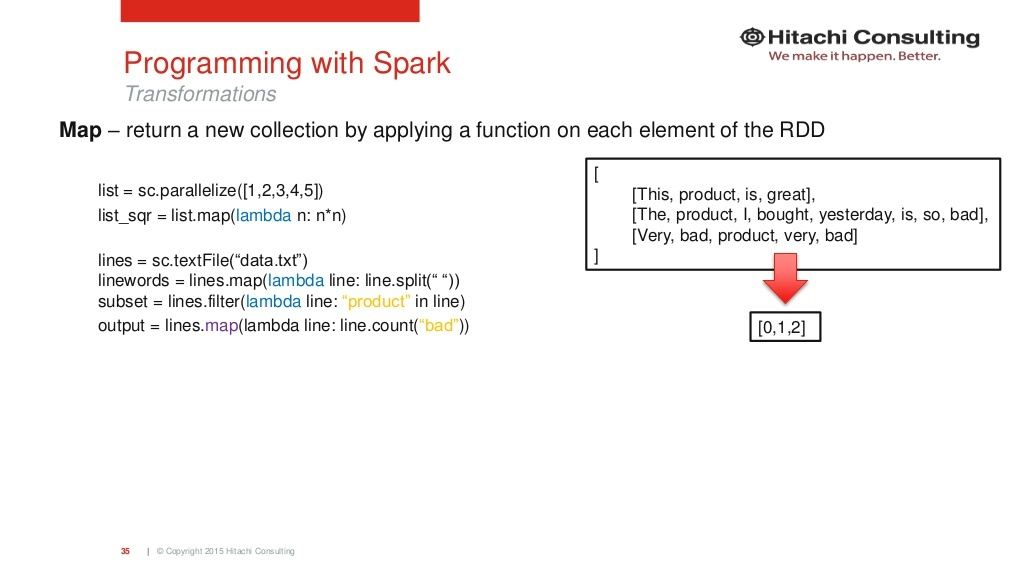 Hitachi Consulting
We make it happen. Better.
Programming with Spark
Transformations
Map – return a new collection by applying a function on each element of the RDD
list = sc.parallelize([1,2,3,4,5])
list_sqr = list.map(lambda n: n*n)
lines = sc.textFile(“data.txt”)
linewords = lines.map(lambda line: line.split(“ “))
subset = lines.filter(lambda line: “product” in line)
output = lines.map(lambda line: line.count(“bad”))
[
[This, product, is, great],
[The, product, I, bought, yesterday, is, so, bad],
[Very, bad, product, very, bad]
]
[0,1,2]
35 | © Copyright 2015 Hitachi Consulting